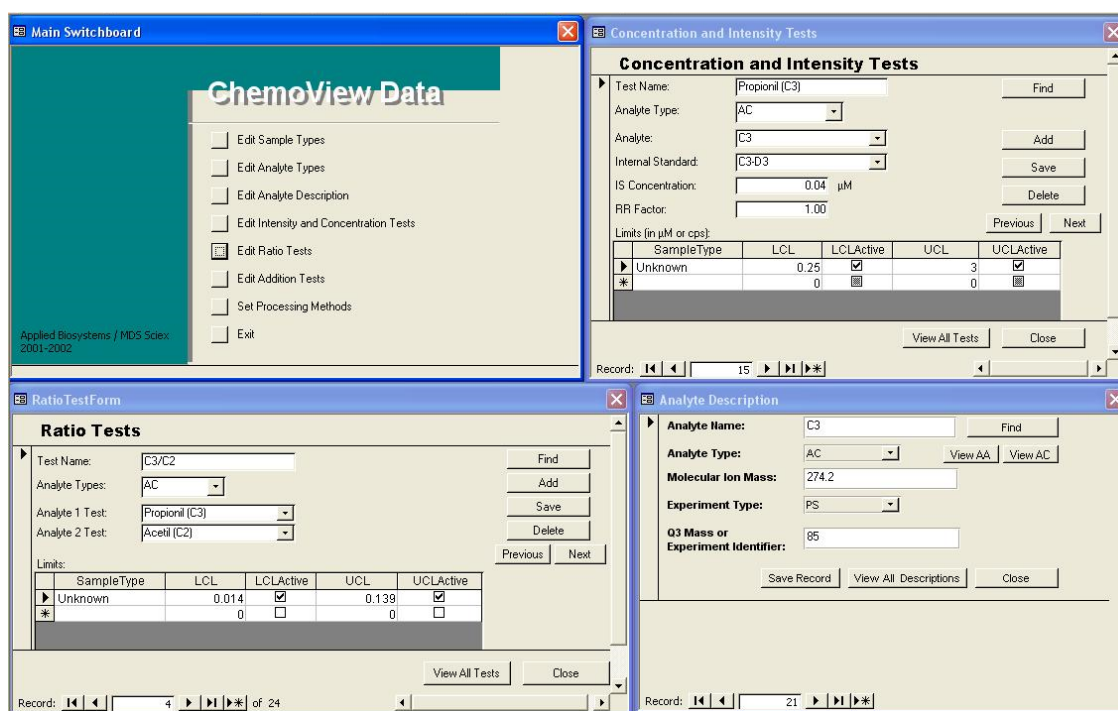 Main Switchboard
ChemoView Data
Edit Sample Types
Edit Analyte Types
Edit Analyte Description
Edit Intensity and Concentration Tests
Edit Ratio Tests
Edit Addition Tests
Set Processing Methods
Exit
Applied Biosystems / MDS Sciex
2001-2002
Concentration and Intensity Tests
Concentration and Intensity Tests
Test Name: Propionil (C3) Find
Analyte Type: AC
Analyte: C3 Add
Internal Standard: C3-D3 Save
IS Concentration: 0.04 µM Delete
RR Factor: 1.00
Previous Next
Limits (in µM or cps):
SampleType LCL LCLActive UCL UCLActive
Unknown 0.25 3
0 0
View All Tests Close
Record: 15
RatioTestForm
Ratio Tests
Test Name: C3/C2 Find
Analyte Types: AC Add
Save
Analyte 1 Test: Propionil (C3)
Analyte 2 Test: Acetil (C2) Delete
Previous Next
Limits:
SampleType LCL LCLActive UCL UCLActive
Unknown 0.014 0.139
0 0
View All Tests Close
Record: 4 of 24
Analyte Description
Analyte Name: C3 Find
Analyte Type: AC View AA View AC
Molecular Ion Mass: 274.2
Experiment Type: PS
Q3 Mass or
Experiment Identifier: 85
Save Record View All Descriptions Close
Record: 21